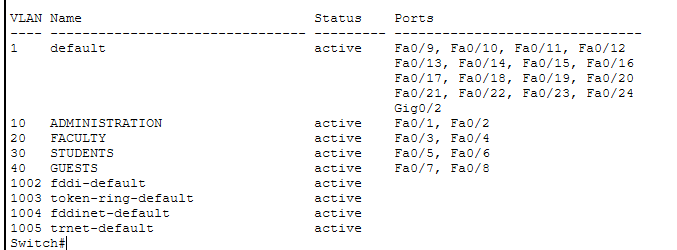 VLAN Name                             Status    Ports
---- -------------------------------- --------- -------------------------------
1    default                          active    Fa0/9, Fa0/10, Fa0/11, Fa0/12
                                                Fa0/13, Fa0/14, Fa0/15, Fa0/16
                                                Fa0/17, Fa0/18, Fa0/19, Fa0/20
                                                Fa0/21, Fa0/22, Fa0/23, Fa0/24
                                                Gig0/2
10   ADMINISTRATION                   active    Fa0/1, Fa0/2
20   FACULTY                          active    Fa0/3, Fa0/4
30   STUDENTS                         active    Fa0/5, Fa0/6
40   GUESTS                           active    Fa0/7, Fa0/8
1002 fddi-default                     active
1003 token-ring-default               active
1004 fddinet-default                  active
1005 trnet-default                    active
Switch#